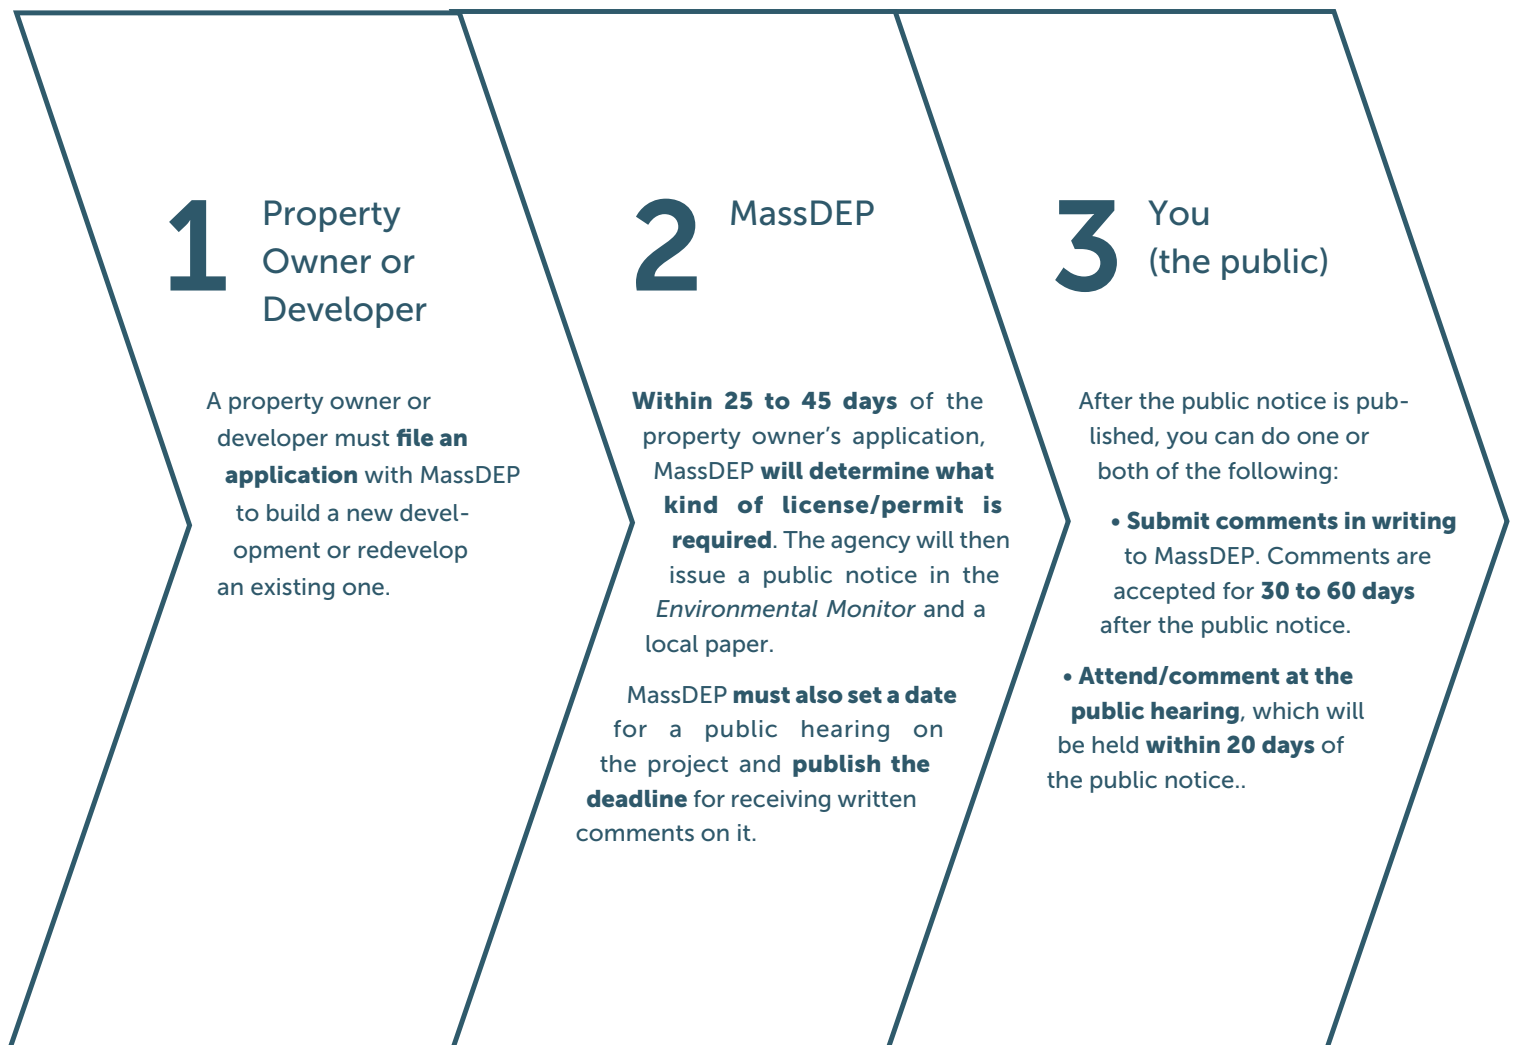 1
Property
Owner or
Developer
A property owner or
developer must file an
application with MassDEP
to build a new devel-
opment or redevelop
an existing one.
2
MassDEP
Within 25 to 45 days of the
property owner’s application,
MassDEP will determine what
kind of license/permit is
required. The agency will then
issue a public notice in the
Environmental Monitor and a
local paper.
MassDEP must also set a date
for a public hearing on
the project and publish the
deadline for receiving written
comments on it.
3
You
(the public)
After the public notice is pub-
lished, you can do one or
both of the following:
• Submit comments in writing
to MassDEP. Comments are
accepted for 30 to 60 days
after the public notice.
• Attend/comment at the
public hearing, which will
be held within 20 days of
the public notice..